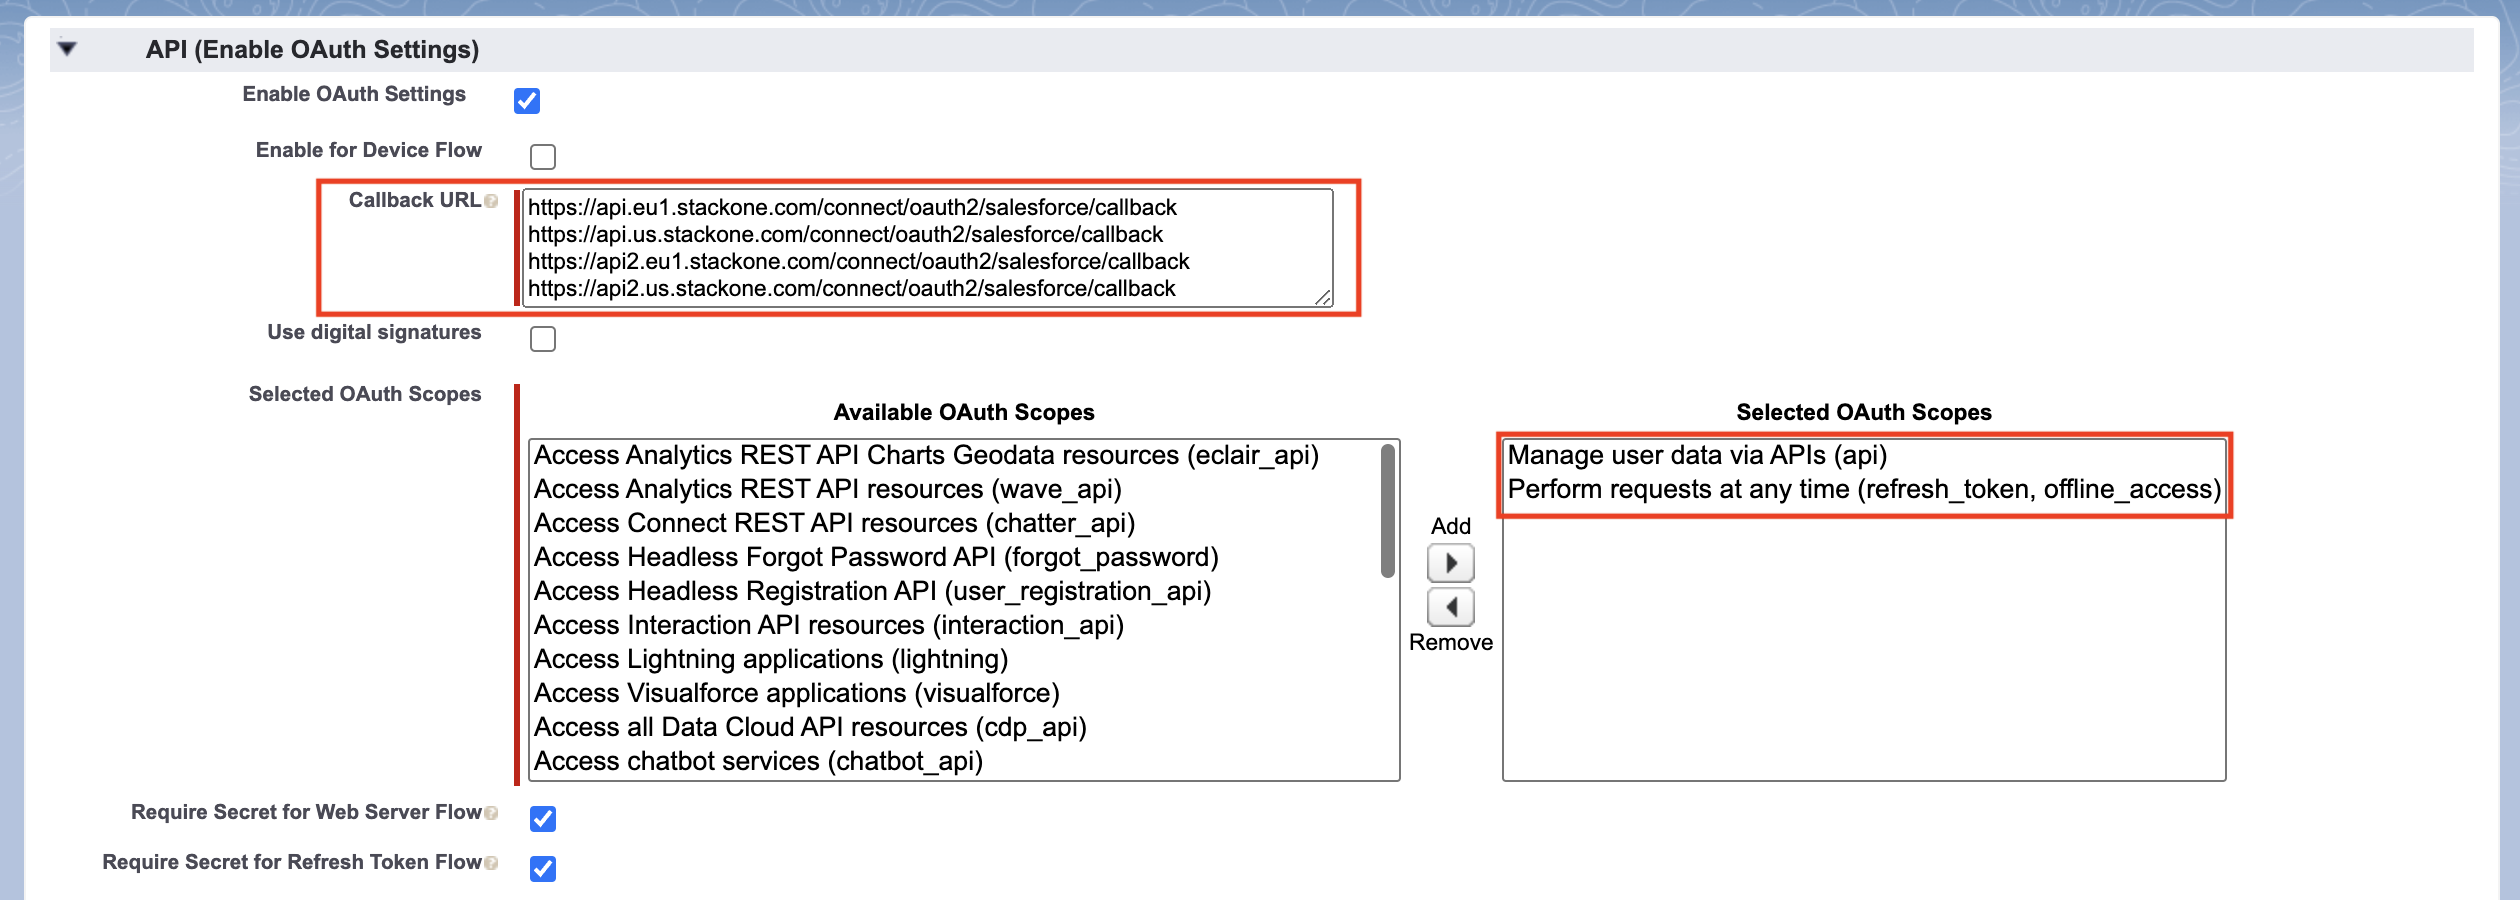 API (Enable OAuth Settings)
Enable OAuth Settings
Enable for Device Flow
Callback URL
https://api.eu1.stackone.com/connect/oauth2/salesforce/callback
https://api.us.stackone.com/connect/oauth2/salesforce/callback
https://api2.eu1.stackone.com/connect/oauth2/salesforce/callback
https://api2.us.stackone.com/connect/oauth2/salesforce/callback
Use digital signatures
Selected OAuth Scopes
Available OAuth Scopes
Access Analytics REST API Charts Geodata resources (eclair_api)
Access Analytics REST API resources (wave_api)
Access Connect REST API resources (chatter_api)
Access Headless Forgot Password API (forgot_password)
Access Headless Registration API (user_registration_api)
Access Interaction API resources (interaction_api)
Access Lightning applications (lightning)
Access Visualforce applications (visualforce)
Access all Data Cloud API resources (cdp_api)
Access chatbot services (chatbot_api)
Add
Remove
Selected OAuth Scopes
Manage user data via APIs (api)
Perform requests at any time (refresh_token, offline_access)
Require Secret for Web Server Flow
Require Secret for Refresh Token Flow